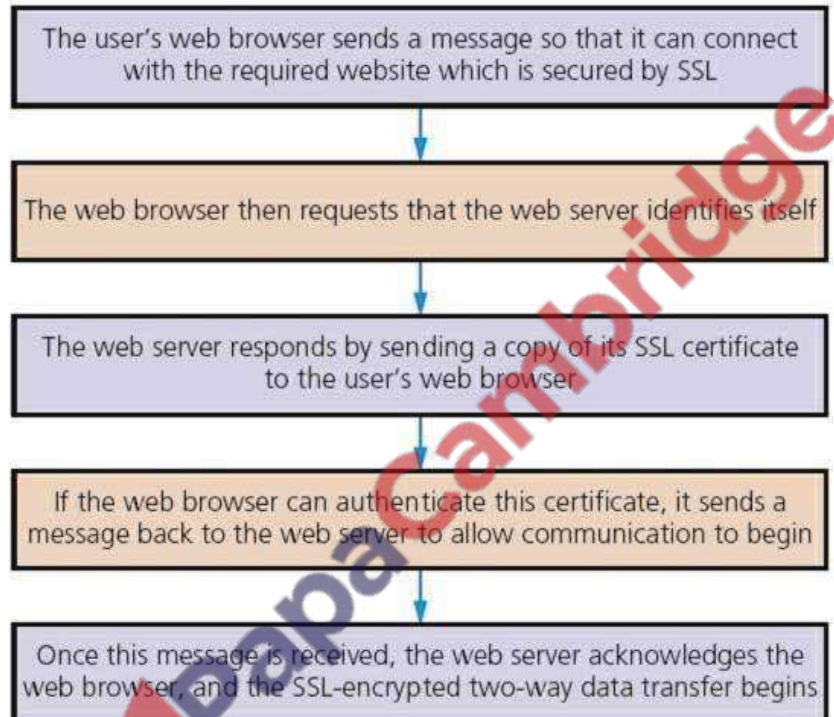 The user's web browser sends a message so that it can connect
with the required website which is secured by SSL
The web browser then requests that the web server identifies itself
The web server responds by sending a copy of its SSL certificate
to the user's web browser
If the web browser can authenticate this certificate, it sends a
message back to the web server to allow communication to begin
Once this message is received, the web server acknowledges the
web browser, and the SSL-encrypted two-way data transfer begins
PapaCambridge